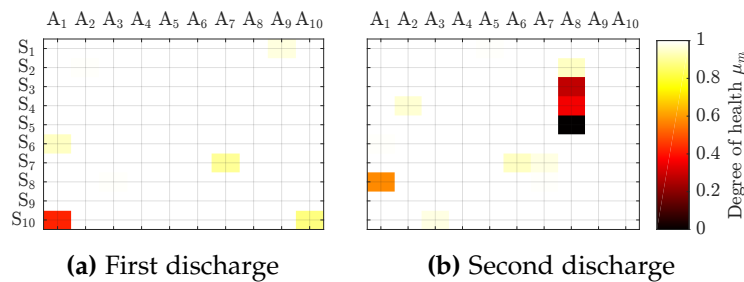 A₁ A₂ A₃ A₄ A₅ A₆ A₇ A₈ A₉ A₁₀
A₁ A₂ A₃ A₄ A₅ A₆ A₇ A₈ A₉ A₁₀
S₁
S₂
S₃
S₄
S₅
S₆
S₇
S₈
S₉
S₁₀
1
0.8
0.6
0.4
0.2
0
Degree of health μₘ
(a) First discharge
(b) Second discharge